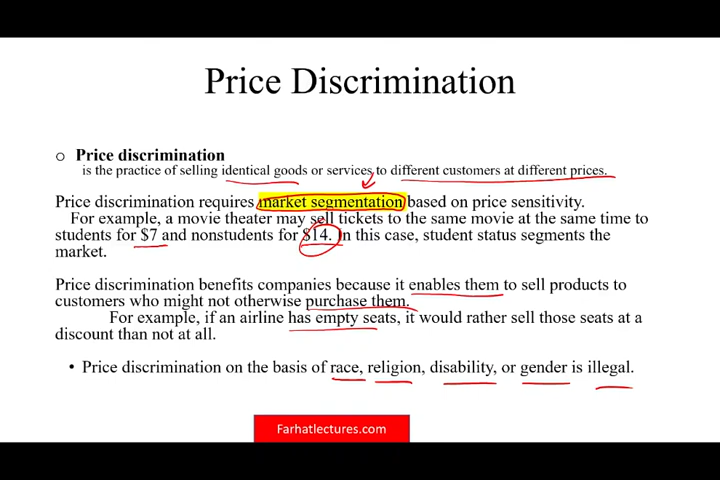 Price Discrimination
o Price discrimination
is the practice of selling identical goods or services to different customers at different prices.
Price discrimination requires market segmentation based on price sensitivity.
For example, a movie theater may sell tickets to the same movie at the same time to
students for $7 and nonstudents for $14. In this case, student status segments the
market.
Price discrimination benefits companies because it enables them to sell products to
customers who might not otherwise purchase them.
For example, if an airline has empty seats, it would rather sell those seats at a
discount than not at all.
• Price discrimination on the basis of race, religion, disability, or gender is illegal.
Farhatlectures.com